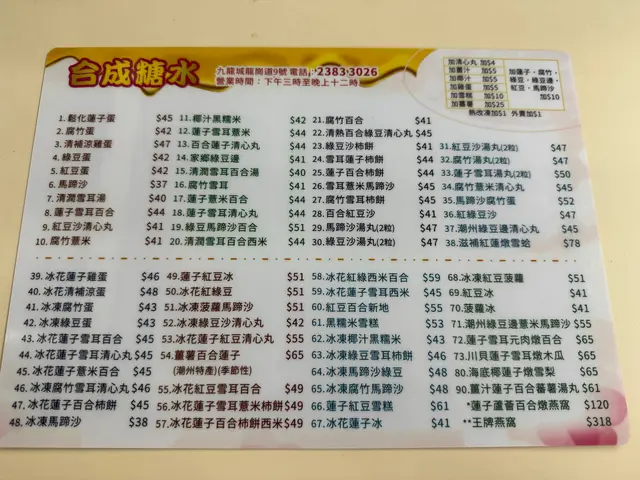 合成糖水
九龍城龍崗道9號 電話:2383 3026
營業時間:下午三時至晚上十二時
加清心丸 加$4
加薑汁 加$5
加椰汁 加$5
加雞蛋 加$5
加雪糕 加$10
加薑薯 加$25
加蓮子‧腐竹‧
綠豆‧綠豆邊‧
紅豆‧馬蹄沙
加$10
熱改凍加$1 外賣加$1
1. 鬆化蓮子蛋 $45
2. 腐竹蛋 $42
3. 清補涼雞蛋 $47
4. 綠豆蛋 $42
5. 紅豆蛋 $42
6. 馬蹄沙 $37
7. 清潤雪耳湯 $40
8. 蓮子雪耳百合 $44
9. 紅豆沙清心丸 $41
10. 腐竹薏米 $41
11. 椰汁黑糯米 $42
12. 蓮子雪耳薏米 $44
13. 百合蓮子清心丸 $44
14. 家鄉綠豆邊 $41
15. 清潤雪耳百合湯 $40
16. 腐竹雪耳 $41
17. 蓮子薏米百合 $44
18. 蓮子雪耳清心丸 $44
19. 綠豆馬蹄沙百合 $51
20. 清潤雪耳百合西米 $44
21. 腐竹百合 $41
22. 清熱百合綠豆清心丸 $45
23. 綠豆沙柿餅 $41
24. 雪耳蓮子柿餅 $44
25. 蓮子百合柿餅 $44
26. 雪耳薏米馬蹄沙 $45
27. 腐竹雪耳柿餅 $45
28. 百合紅豆沙 $41
29. 馬蹄沙湯丸(2粒) $47
30. 綠豆沙湯丸(2粒) $47
31. 紅豆沙湯丸(2粒) $47
32. 腐竹湯丸(2粒) $47
33. 蓮子雪耳湯丸(2粒) $50
34. 腐竹薏米清心丸 $45
35. 馬蹄沙豆蛋 $52
36. 紅綠豆沙 $47
37. 潮州綠豆邊清心丸 $45
38. 滋補紅蓮燉雪蛤 $78
39. 冰花蓮子雞蛋 $46
40. 冰花清補涼蛋 $48
41. 冰凍腐竹蛋 $43
42. 冰凍綠豆蛋 $43
43. 冰花蓮子雪耳百合 $45
44. 冰花蓮子雪耳清心丸 $45
45. 冰花蓮子薏米百合 $45
46. 冰凍腐竹雪耳清心丸 $46
47. 冰花蓮子百合柿餅 $45
48. 冰凍馬蹄沙 $38
49. 蓮子紅豆冰 $51
50. 冰花紅綠豆 $51
51. 冰凍菠蘿馬蹄沙 $51
52. 冰凍綠豆沙清心丸 $42
53. 冰凍蓮子紅豆沙 $55
54. 薑薯百合蓮子 $65
(潮州特產)(季節性)
55. 冰花紅豆雪耳百合 $49
56. 冰花蓮子雪耳薏米柿餅 $49
57. 冰花蓮子百合柿餅西米 $49
58. 冰花紅綠西米百合 $59
59. 冰花蓮子雪耳西米 $45
60. 紅豆百合新地 $55
61. 黑糯米雪糕 $53
62. 冰凍椰汁黑糯米 $43
63. 冰凍綠豆雪耳柿餅 $46
64. 冰凍馬蹄沙綠豆 $48
65. 冰凍腐竹馬蹄沙 $48
66. 蓮子紅豆雪糕 $61
67. 冰花蓮子冰 $41
68. 冰凍紅豆菠蘿 $51
69. 紅豆冰 $41
70. 菠蘿冰 $41
71. 潮州綠豆邊薏米馬蹄沙 $55
72. 蓮子雪耳元肉燉百合 $65
73. 川貝蓮子雪耳燉木瓜 $65
80. 海底椰蓮子燉雪梨 $65
90. 薑汁蓮子百合蕃薯湯丸 $61
*蓮子蘆薈百合燉燕窩 $120
**王牌燕窩 $318